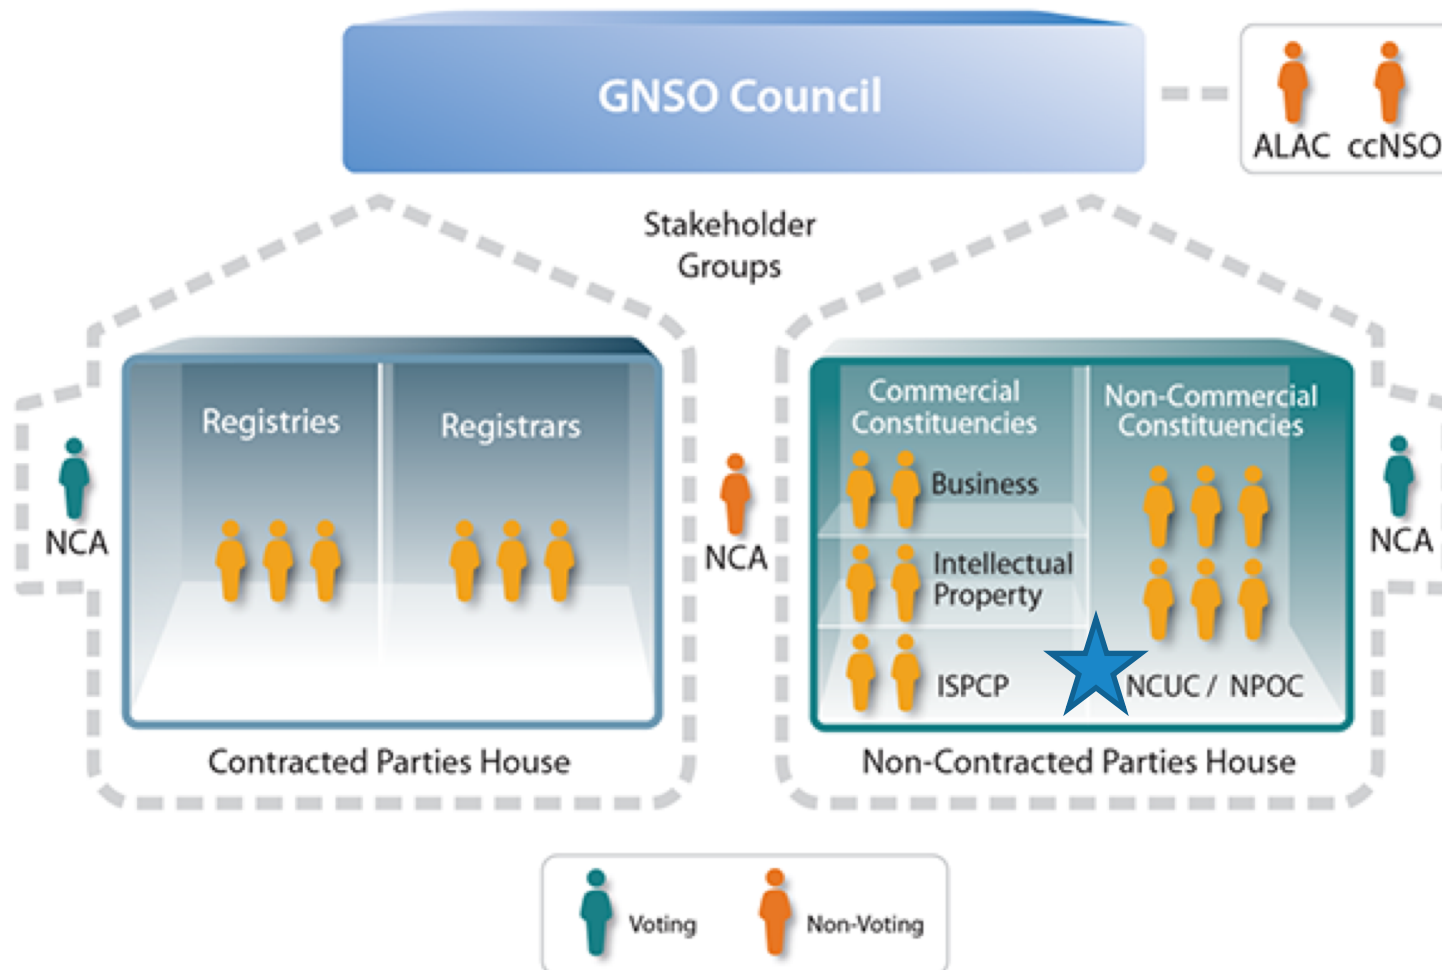 GNSO Council
ALAC ccNSO
Stakeholder
Groups
Registries
Registrars
Commercial
Constituencies
Non-Commercial
Constituencies
Business
Intellectual
Property
ISPCP
NCUC / NPOC
NCA
NCA
NCA
Contracted Parties House
Non-Contracted Parties House
Voting
Non-Voting